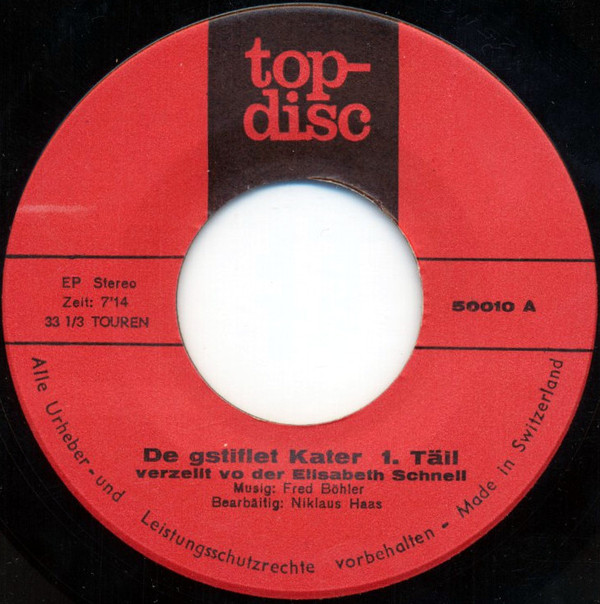 top-
disc
EP Stereo
Zeit: 7'14
33 1/3 TOUREN
50010 A
De gstiflet Kater 1. Täil
verzellt vo der Elisabeth Schnell
Musig: Fred Böhler
Bearbäitig: Niklaus Haas
Alle Urheber- und Leistungsschutzrechte vorbehalten - Made in Switzerland